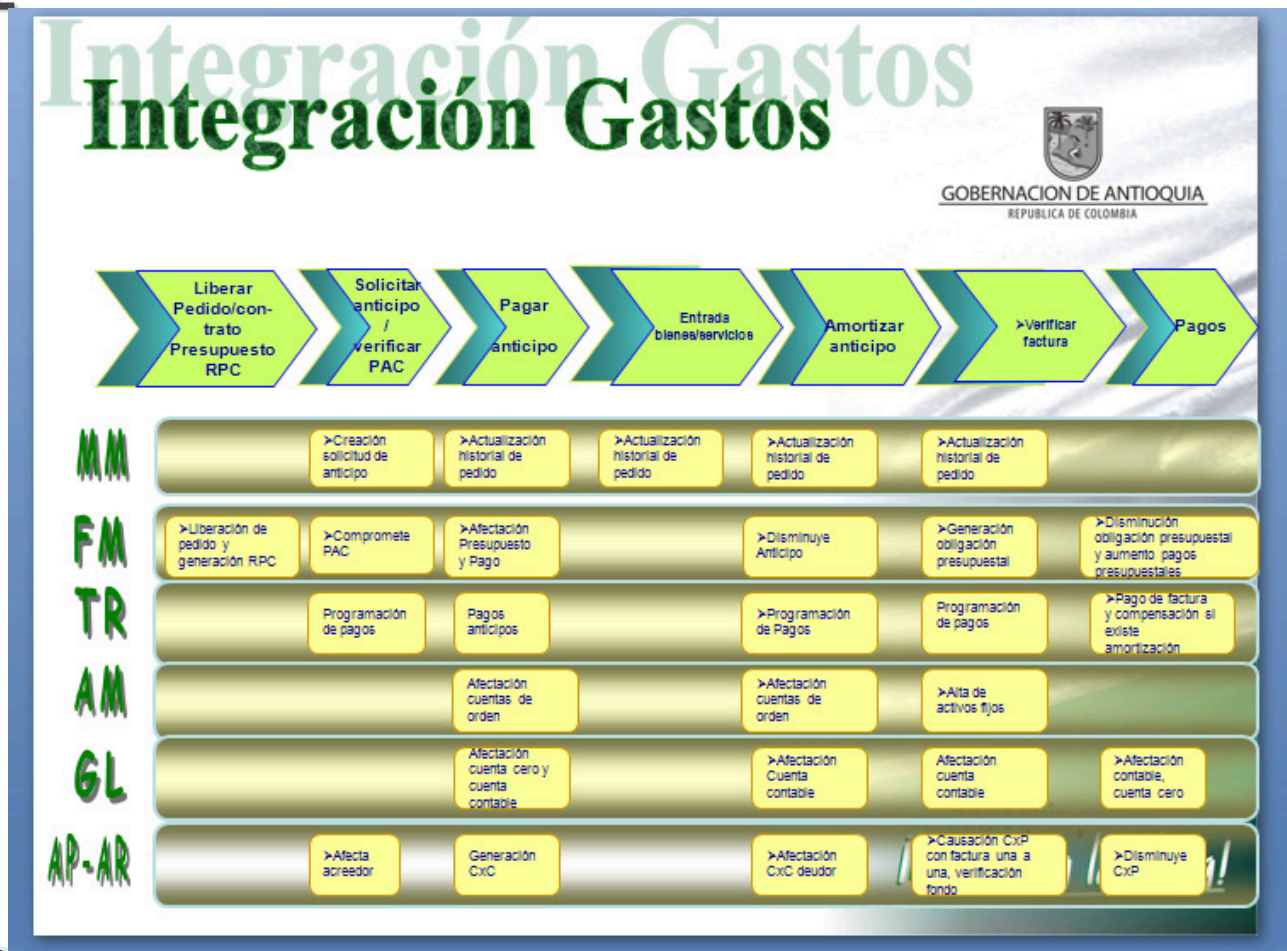 Integración Gastos
Integración Gastos
GOBERNACION DE ANTIOQUIA
REPUBLICA DE COLOMBIA
Liberar
Pedido/con-
trato
Presupuesto
RPC
Solicitar
anticipo
/
verificar
PAC
Pagar
anticipo
Entrada
bienes/servicios
Amortizar
anticipo
➢Verificar
factura
Pagos
MM
➢Creación
solicitud de
anticipo
➢Actualización
historial de
pedido
➢Actualización
historial de
pedido
➢Actualización
historial de
pedido
➢Actualización
historial de
pedido
FM
➢Liberación de
pedido y
generación RPC
➢Compromete
PAC
➢Afectación
Presupuesto
y Pago
➢Disminuye
Anticipo
➢Generación
obligación
presupuestal
➢Disminución
obligación presupuestal
y aumento pagos
presupuestales
TR
Programación
de pagos
Pagos
anticipos
➢Programación
de Pagos
Programación
de pagos
➢Pago de factura
y compensación si
existe
amortización
AM
Afectación
cuentas de
orden
➢Afectación
cuentas de
orden
➢Alta de
activos fijos
GL
Afectación
cuenta cero y
cuenta
contable
➢Afectación
Cuenta
contable
Afectación
cuenta
contable
➢Afectación
contable,
cuenta cero
AP-AR
➢Afecta
acreedor
Generación
CxC
➢Afectación
CxC deudor
➢Causación CxP
con factura una a
una, verificación
fondo
➢Disminuye
CxP